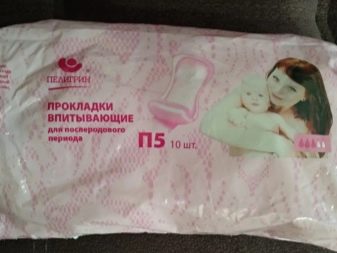 ПЕЛИГРИН
ПРОКЛАДКИ
ВПИТЫВАЮЩИЕ
для послеродового
периода
П5 10 шт.